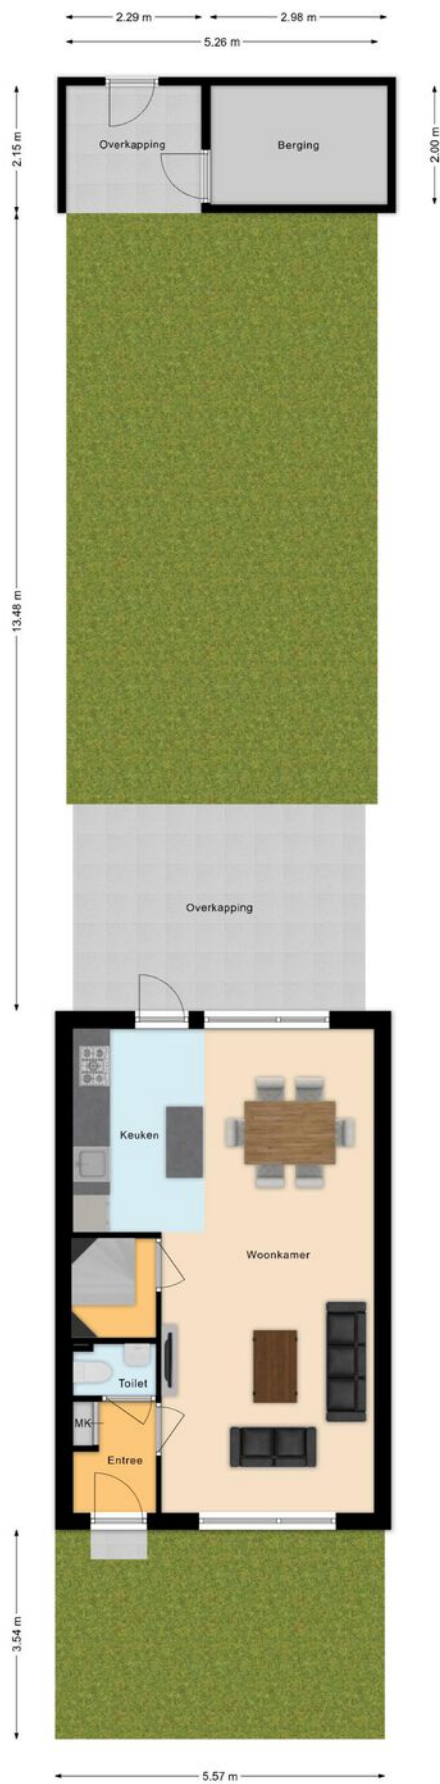 2.29 m
2.98 m
5.26 m
2.15 m
2.00 m
Overkapping
Berging
13.48 m
Overkapping
Keuken
Woonkamer
Toilet
MK
Entree
3.54 m
5.57 m